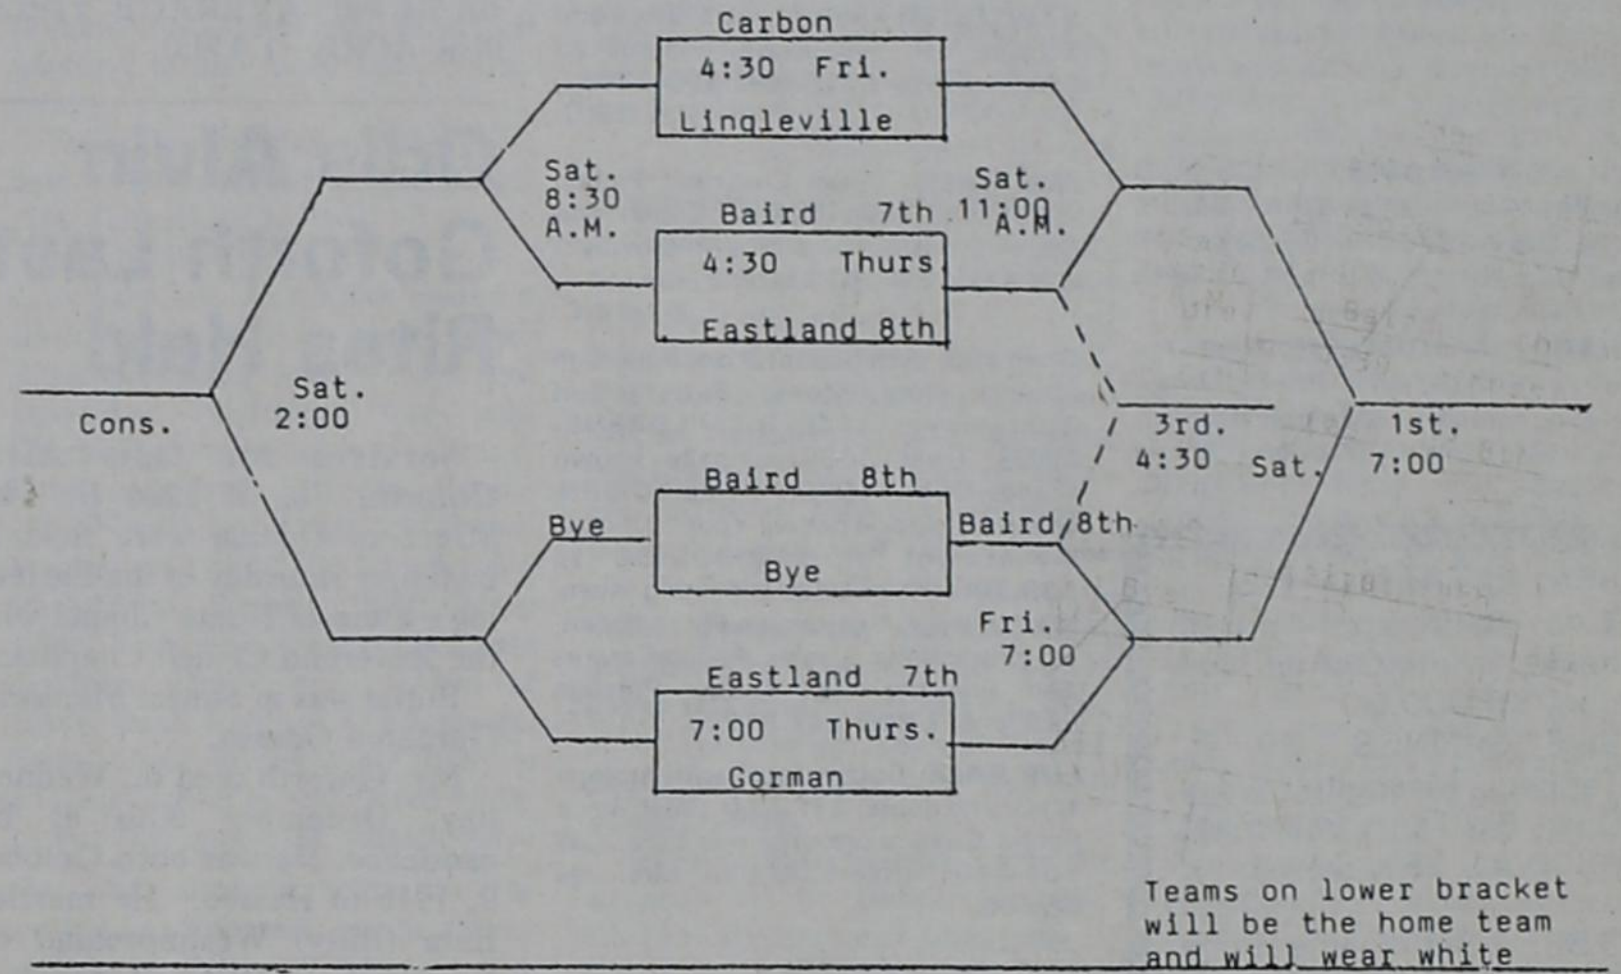 Carbon
4:30 Fri.
Lingleville
Sat.
8:30
A.M.
Sat.
11:00
A.M.
Baird 7th
4:30 Thurs
Eastland 8th
Sat.
2:00
Cons.
3rd.
4:30
Sat.
1st.
7:00
Baird 8th
Bye
Bye
Baird 8th
Fri.
7:00
Eastland 7th
7:00 Thurs.
Gorman
Teams on lower bracket
will be the home team
and will wear white